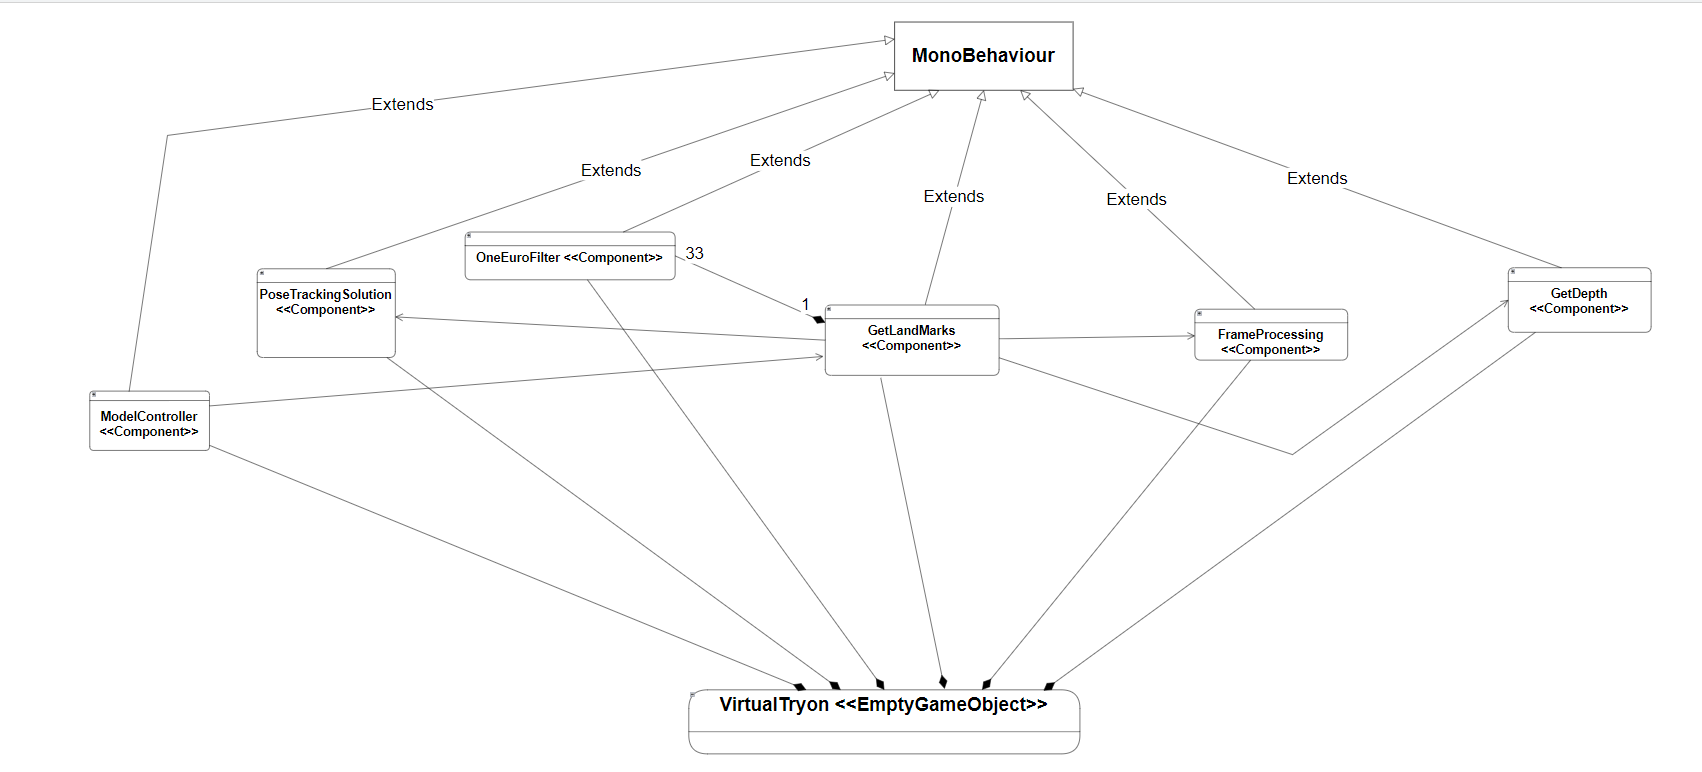 MonoBehaviour
Extends
Extends
Extends
Extends
Extends
Extends
OneEuroFilter <<Component>>
33
PoseTrackingSolution
<<Component>>
GetDepth
<<Component>>
1
GetLandMarks
<<Component>>
FrameProcessing
<<Component>>
ModelController
<<Component>>
VirtualTryon <<EmptyGameObject>>